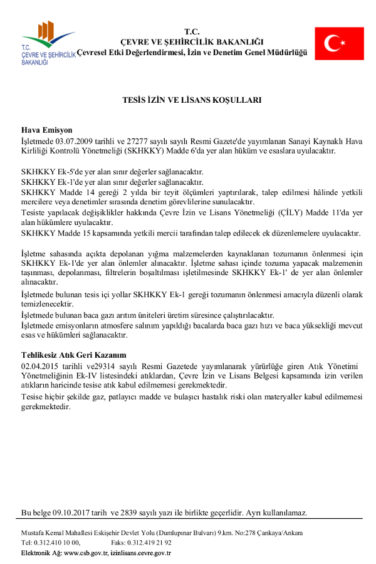 T.C.
ÇEVRE VE ŞEHİRCİLİK BAKANLIĞI
Çevresel Etki Değerlendirmesi, İzin ve Denetim Genel Müdürlüğü
T.C.
ÇEVRE VE ŞEHİRCİLİK
BAKANLIĞI
TESİS İZİN VE LİSANS KOŞULLARI
Hava Emisyon
İşletmede 03.07.2009 tarihli ve 27277 sayılı sayılı Resmi Gazete'de yayımlanan Sanayi Kaynaklı Hava
Kirliliği Kontrolü Yönetmeliği (SKHKKY) Madde 6'da yer alan hüküm ve esaslara uyulacaktır.
SKHKKY Ek-5'de yer alan sınır değerler sağlanacaktır.
SKHKKY Ek-1'de yer alan sınır değerler sağlanacaktır.
SKHKKY Madde 14 gereği 2 yılda bir teyit ölçümleri yaptırılarak, talep edilmesi hâlinde yetkili
mercilere veya denetimler sırasında denetim görevlilerine sunulacaktır.
Tesiste yapılacak değişiklikler hakkında Çevre İzin ve Lisans Yönetmeliği (ÇİLY) Madde 11'da yer
alan hükümlere uyulacaktır.
SKHKKY Madde 15 kapsamında yetkili mercii tarafından talep edilecek ek düzenlemelere uyulacaktır.
İşletme sahasında açıkta depolanan yığma malzemelerden kaynaklanan tozumanın önlenmesi için
SKHKKY Ek-1'de yer alan önlemler alınacaktır. İşletme sahası içinde tozuma yapacak malzemenin
taşınması, depolanması, filtrelerin boşaltılması işletilmesinde SKHKKY Ek-1' de yer alan önlemler
alınacaktır.
İşletmede bulunan tesis içi yollar SKHKKY Ek-1 gereği tozumanın önlenmesi amacıyla düzenli olarak
temizlenecektir.
İşletmede bulunan baca gazı arıtım üniteleri üretim süresince çalıştırılacaktır.
İşletmede emisyonların atmosfere salınım yapıldığı bacalarda baca gazı hızı ve baca yüksekliği mevcut
esas ve hükümleri sağlanacaktır.
Tehlikesiz Atık Geri Kazanım
02.04.2015 tarihli ve29314 sayılı Resmi Gazetede yayımlanarak yürürlüğe giren Atık Yönetimi
Yönetmeliğinin Ek-IV listesindeki atıklardan, Çevre İzin ve Lisans Belgesi kapsamında izin verilen
atıkların haricinde tesise atık kabul edilmemesi gerekmektedir.
Tesise hiçbir şekilde gaz, patlayıcı madde ve bulaşıcı hastalık riski olan materyaller kabul edilmemesi
gerekmektedir.
Bu belge 09.10.2017 tarih ve 2839 sayılı yazı ile birlikte geçerlidir. Ayrı kullanılamaz.
Mustafa Kemal Mahallesi Eskişehir Devlet Yolu (Dumlupınar Bulvarı) 9.km. No:278 Çankaya/Ankara
Tel: 0.312.410 10 00, Faks: 0.312.419 21 92
Elektronik Ağ: www.csb.gov.tr, izinlisans.cevre.gov.tr